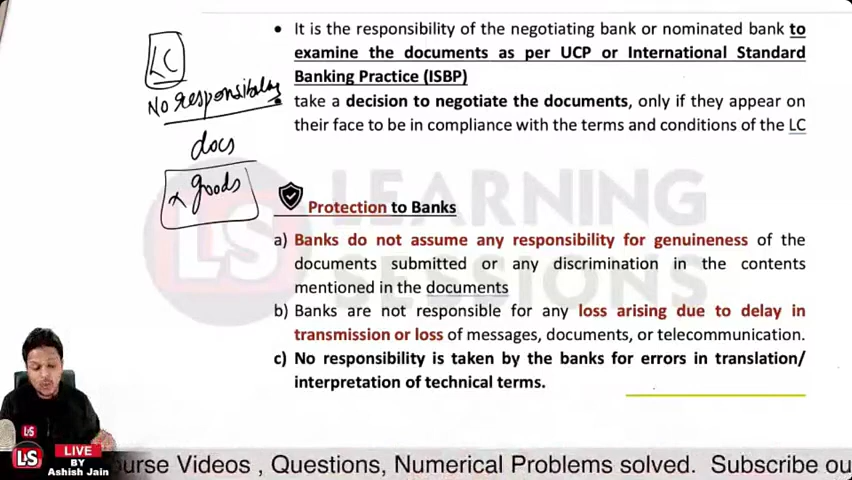 LC
No responsibility
docs
x goods
• It is the responsibility of the negotiating bank or nominated bank to
examine the documents as per UCP or International Standard
Banking Practice (ISBP)
take a decision to negotiate the documents, only if they appear on
their face to be in compliance with the terms and conditions of the LC
LEARNING
SESSIONS
LS
Protection to Banks
a) Banks do not assume any responsibility for genuineness of the
documents submitted or any discrimination in the contents
mentioned in the documents
b) Banks are not responsible for any loss arising due to delay in
transmission or loss of messages, documents, or telecommunication.
c) No responsibility is taken by the banks for errors in translation/
interpretation of technical terms.
LS
LS
LIVE
BY
Ashish Jain
ourse Videos , Questions, Numerical Problems solved. Subscribe ou